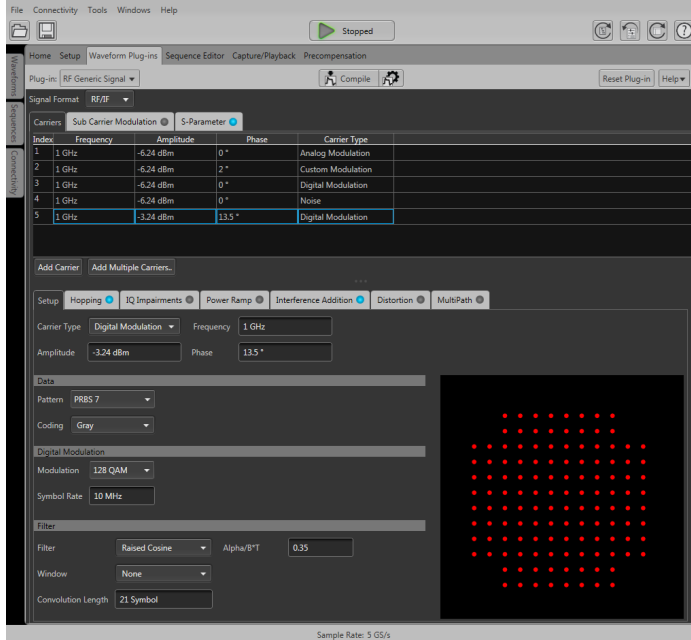 File Connectivity Tools Windows Help
Stopped
Home Setup Waveform Plug-ins Sequence Editor Capture/Playback Precompensation
Waveforms
Sequences
Connectivity
Plug-in: RF Generic Signal Compile Reset Plug-in Help
Signal Format RF/IF
Carriers Sub Carrier Modulation S-Parameter
Index Frequency Amplitude Phase Carrier Type
1 1 GHz -6.24 dBm 0 ° Analog Modulation
2 1 GHz -6.24 dBm 2 ° Custom Modulation
3 1 GHz -6.24 dBm 0 ° Digital Modulation
4 1 GHz -6.24 dBm 0 ° Noise
5 1 GHz -3.24 dBm 13.5 ° Digital Modulation
Add Carrier Add Multiple Carriers..
Setup Hopping IQ Impairments Power Ramp Interference Addition Distortion MultiPath
Carrier Type Digital Modulation Frequency 1 GHz
Amplitude -3.24 dBm Phase 13.5 °
Data
Pattern PRBS 7
Coding Gray
Digital Modulation
Modulation 128 QAM
Symbol Rate 10 MHz
Filter
Filter Raised Cosine Alpha/B*T 0.35
Window None
Convolution Length 21 Symbol
Sample Rate: 5 GS/s